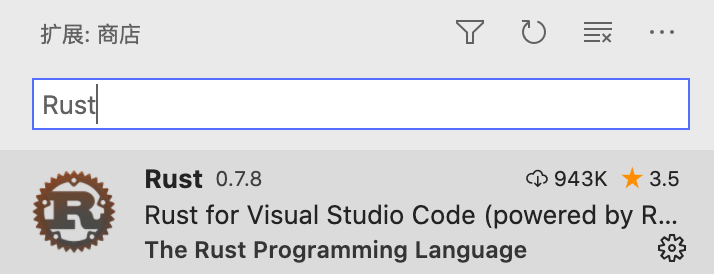 扩展: 商店
Rust
Rust 0.7.8 943K 3.5
Rust for Visual Studio Code (powered by R...
The Rust Programming Language